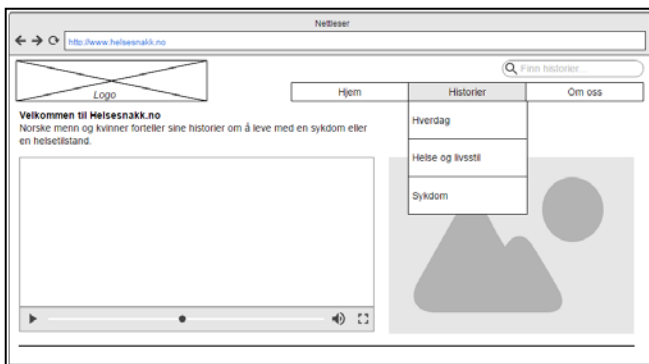 Nettleser
http://www.helsesnakk.no
Finn historier...
Logo
Hjem Historier Om oss
Velkommen til Helsesnakk.no
Norske menn og kvinner forteller sine historier om å leve med en sykdom eller
en helsetilstand.
Hverdag
Helse og livsstil
Sykdom